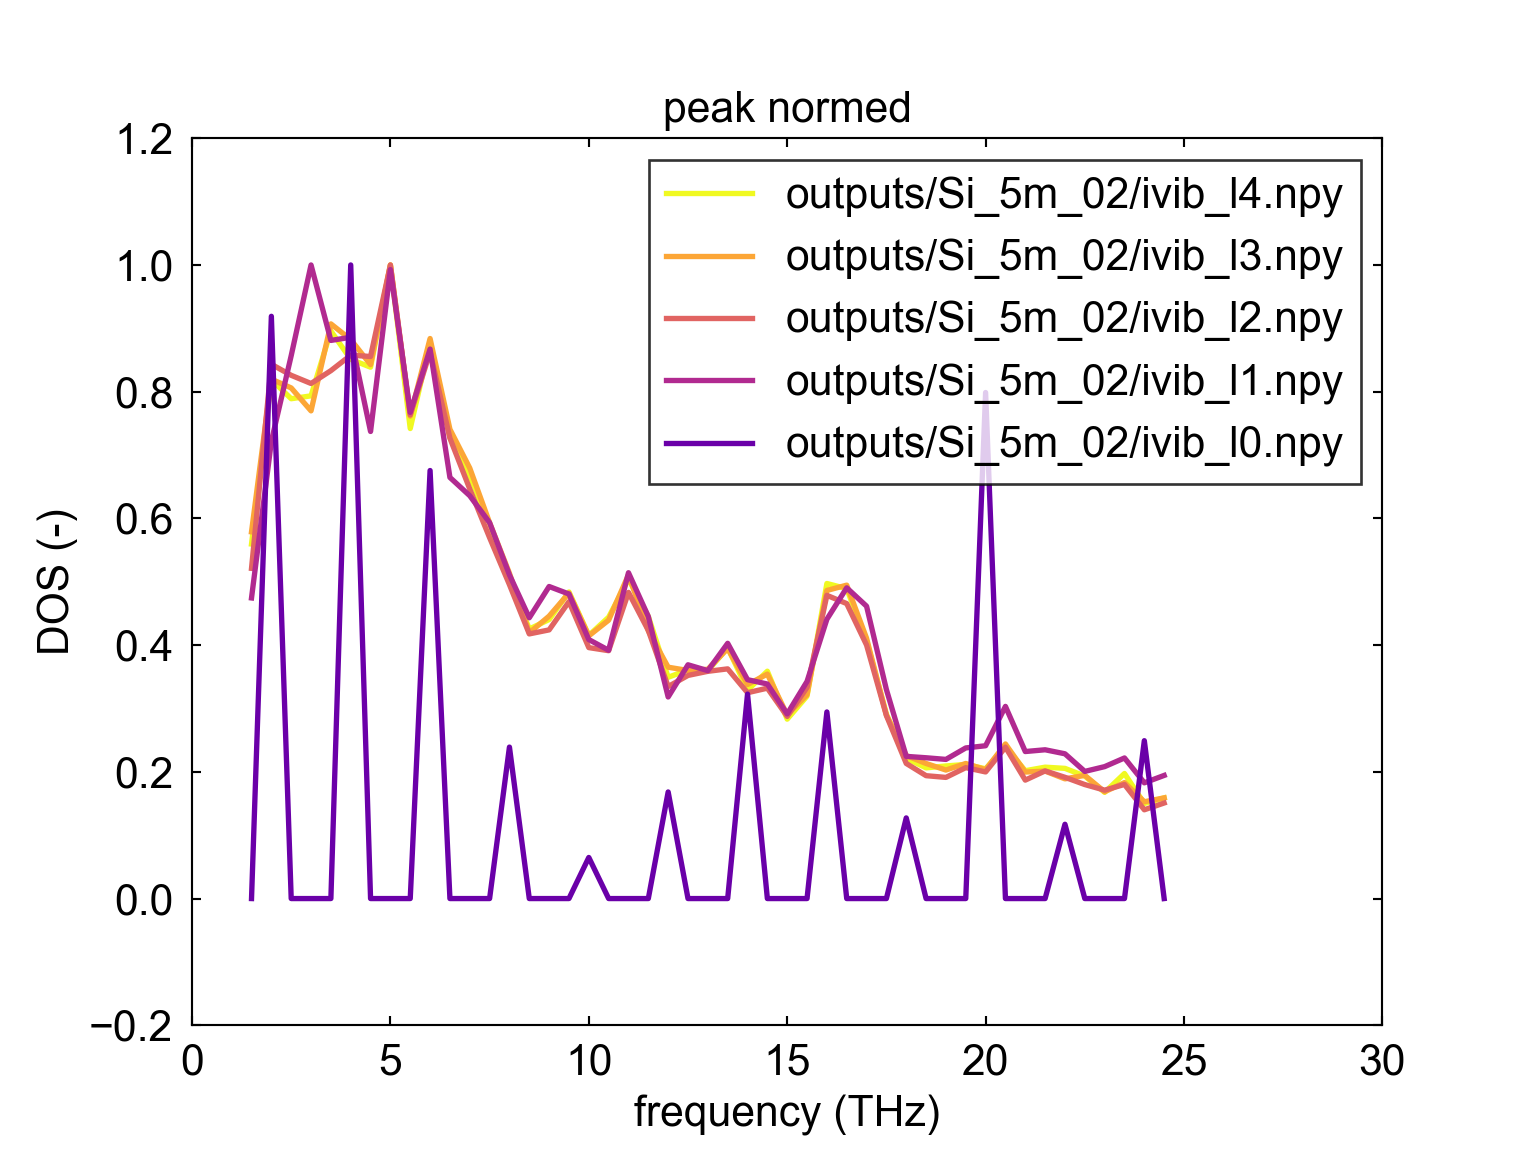 peak normed
1.2
1.0
0.8
0.6
0.4
0.2
0.0
−0.2
DOS (-)
outputs/Si_5m_02/ivib_l4.npy
outputs/Si_5m_02/ivib_l3.npy
outputs/Si_5m_02/ivib_l2.npy
outputs/Si_5m_02/ivib_l1.npy
outputs/Si_5m_02/ivib_l0.npy
0 5 10 15 20 25 30
frequency (THz)